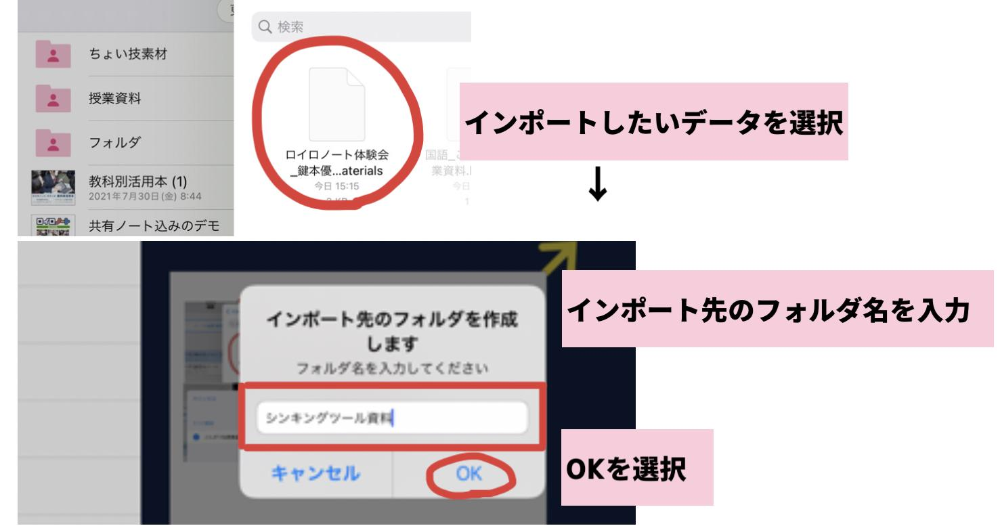 検索
ちょい技素材
授業資料
フォルダ
教科別活用本 (1)
2021年7月30日(金) 8:44
共有ノート込みのデモ
ロイロノート体験会
_鍵本優...aterials
今日 15:15
国語_
業資料.
今日
インポートしたいデータを選択
↓
インポート先のフォルダを作成
します
フォルダ名を入力してください
シンキングツール資料
キャンセル
OK
インポート先のフォルダ名を入力
OKを選択